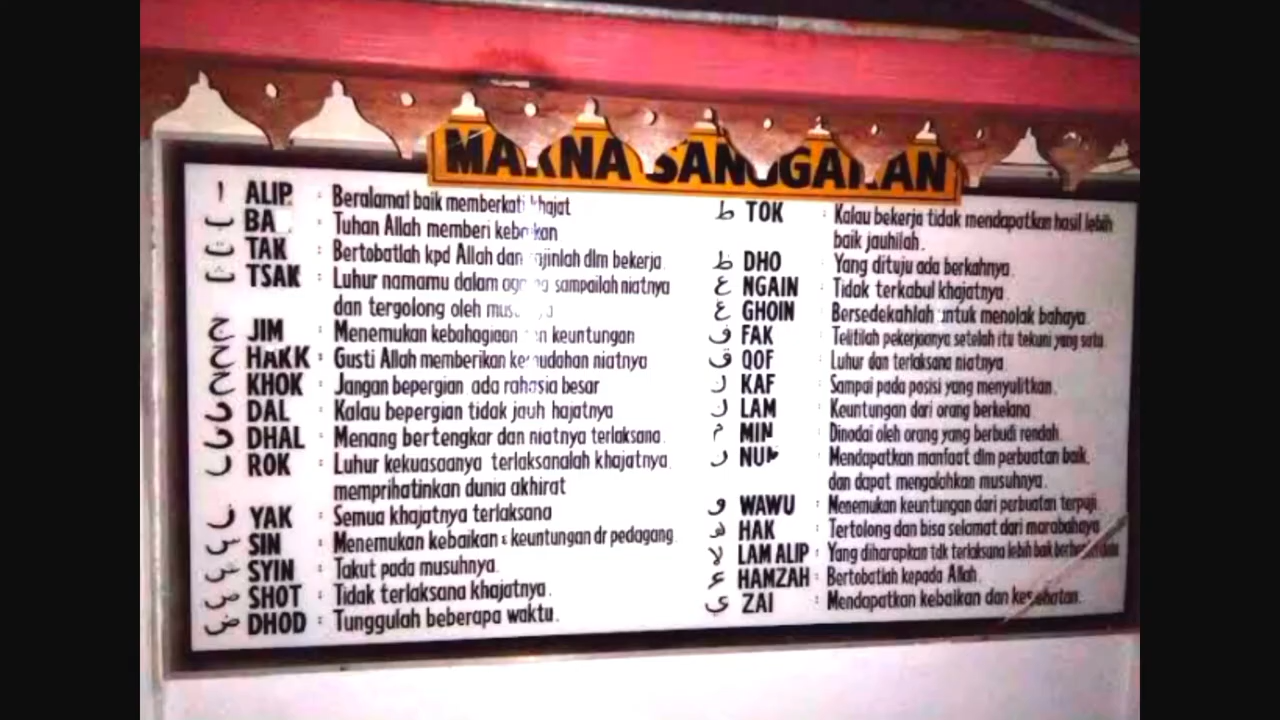 MAKNA SANGGARAN
ا ALIP : Beralamat baik memberkati khajat
ب BA : Tuhan Allah memberi kebaikan
ت TAK : Bertobatlah kpd Allah dan rajinlah dlm bekerja.
ث TSAK : Luhur namamu dalam agama sampailah niatnya
dan tergolong oleh
ج JIM : Menemukan kebahagiaan dan keuntungan
ح HAKK : Gusti Allah memberikan kemudahan niatnya
خ KHOK : Jangan bepergian ada rahasia besar
د DAL : Kalau bepergian tidak jauh hajatnya
ذ DHAL : Menang bertengkar dan niatnya terlaksana.
ر ROK : Luhur kekuasaanya terlaksanalah khajatnya
memprihatinkan dunia akhirat
ز YAK : Semua khajatnya terlaksana
س SIN : Menemukan kebaikan & keuntungan dr pedagang.
ش SYIN : Takut pada musuhnya.
ص SHOT : Tidak terlaksana khajatnya.
ض DHOD : Tunggulah beberapa waktu.
ط TOK : Kalau bekerja tidak mendapatkan hasil lebih
baik jauhilah.
ظ DHO : Yang dituju ada berkahnya.
ع NGAIN : Tidak terkabul khajatnya
غ GHOIN : Bersedekahlah untuk menolak bahaya.
ف FAK : Telitilah pekerjaanya setelah itu tekuni yang satu.
ق QOF : Luhur dan terlaksana niatnya.
KAF : Sampai pada posisi yang menyulitkan.
ل LAM : Keuntungan dari orang berkelana
م MIN : Dinodai oleh orang yang berbudi rendah.
ن NUN : Mendapatkan manfaat dlm perbuatan baik,
dan dapat mengalahkan musuhnya.
و WAWU : Menemukan keuntungan dari perbuatan terpuji.
ه HAK : Tertolong dan bisa selamat dari marabahaya
لا LAM ALIP : Yang diharapkan tdk terlaksana lebih baik
ء HAMZAH : Bertobatlah kepada Allah.
ي ZAI : Mendapatkan kebaikan dan kesehatan.